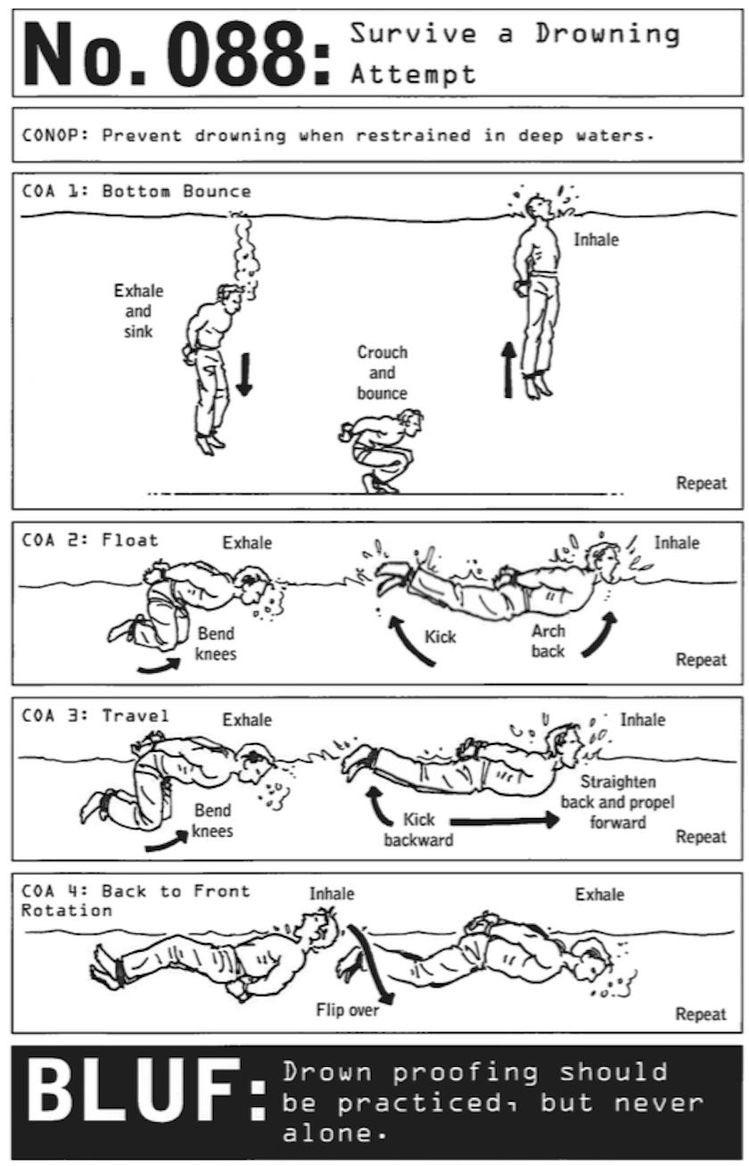 No. 088:
Survive a Drowning
Attempt
CONOP: Prevent drowning when restrained in deep waters.
COA 1: Bottom Bounce
Inhale
Exhale
and
sink
Crouch
and
bounce
Repeat
COA 2: Float
Exhale
Inhale
Bend
knees
Kick
Arch
back
Repeat
COA 3: Travel
Exhale
Inhale
Bend
knees
Kick
backward
Straighten
back and propel
forward
Repeat
COA 4: Back to Front
Rotation
Inhale
Exhale
Flip over
Repeat
BLUF:
Drown proofing should
be practiced, but never
alone.